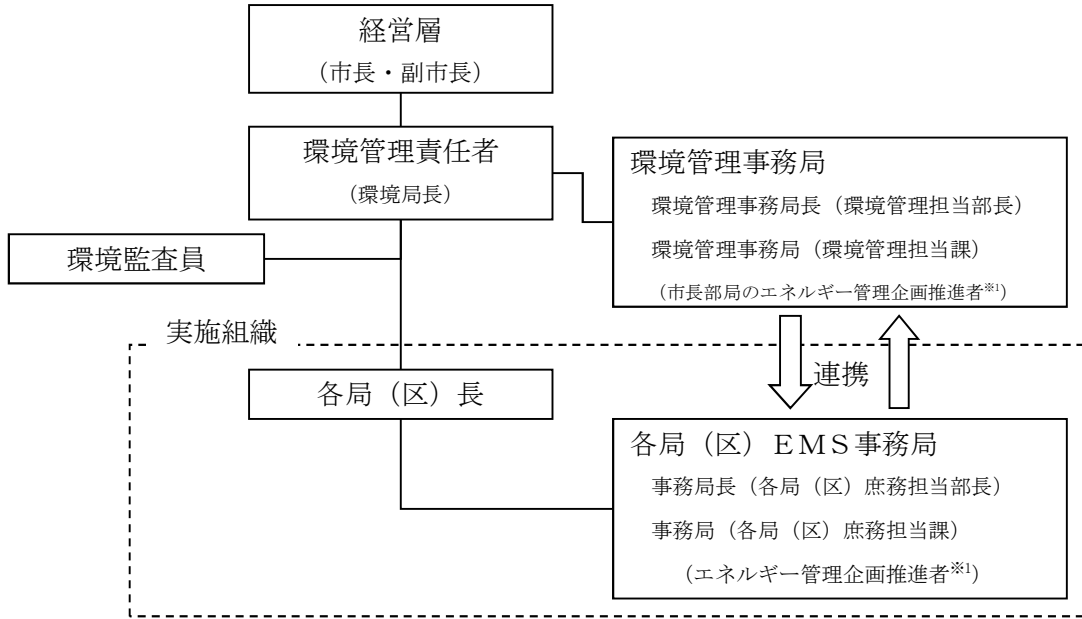 経営層
（市長・副市長）
環境管理責任者
（環境局長）
環境管理事務局
環境管理事務局長（環境管理担当部長）
環境管理事務局（環境管理担当課）
（市長部局のエネルギー管理企画推進者※1）
環境監査員
実施組織
連携
各局（区）長
各局（区）ＥＭＳ事務局
事務局長（各局（区）庶務担当部長）
事務局（各局（区）庶務担当課）
（エネルギー管理企画推進者※1）